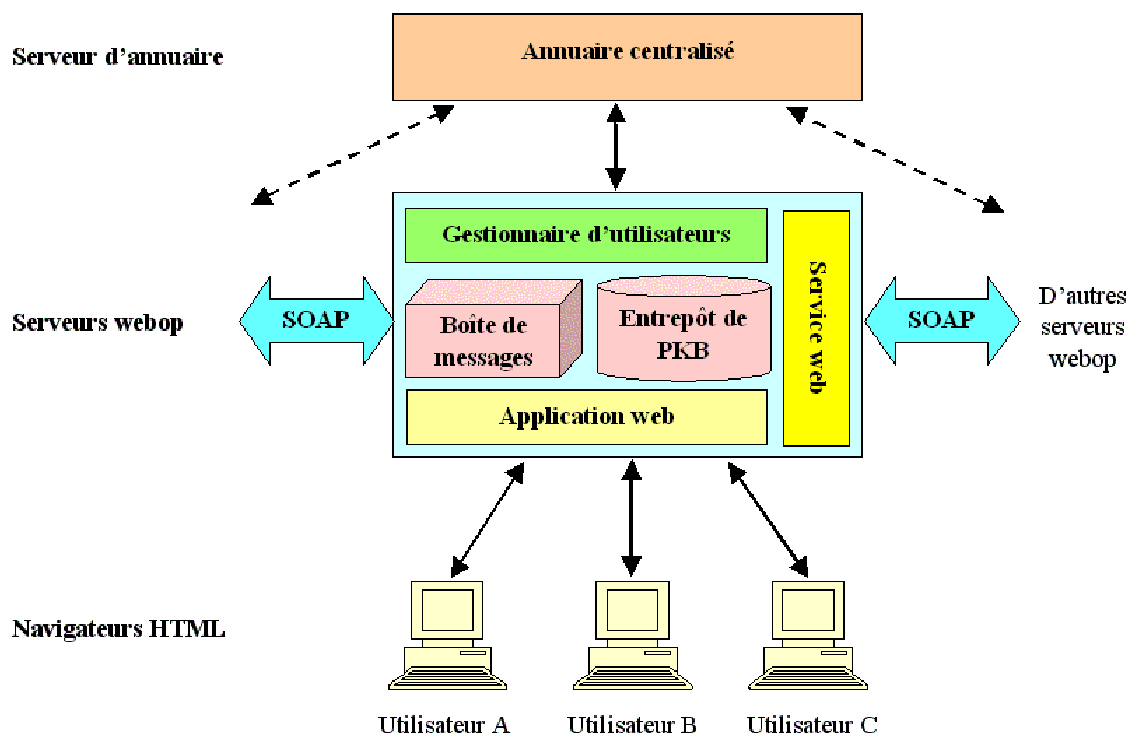 Serveur d'annuaire
Annuaire centralisé
Gestionnaire d'utilisateurs
Service web
Serveurs webop
SOAP
Boîte de
messages
Entrepôt de
PKB
SOAP
D'autres
serveurs
webop
Application web
Navigateurs HTML
Utilisateur A
Utilisateur B
Utilisateur C